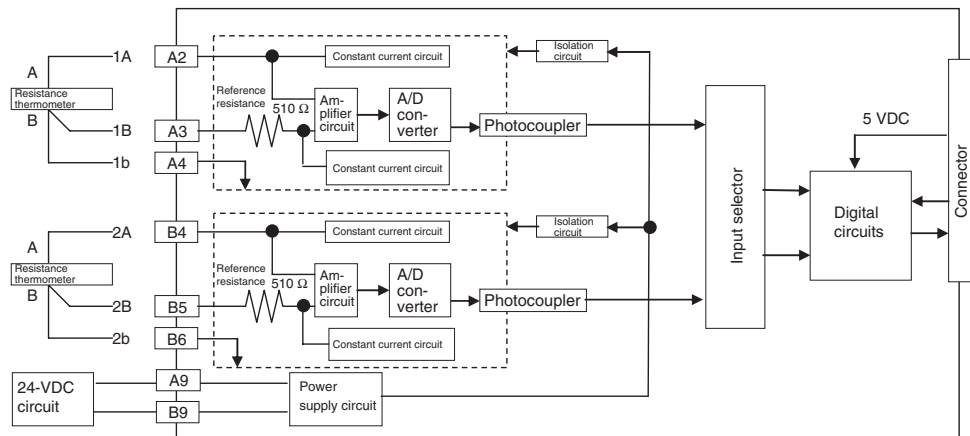 A
Resistance thermometer
B
1A
1B
1b
A2
A3
A4
Constant current circuit
Reference
resistance
510 Ω
Am-
plifier
circuit
A/D
con-
verter
Constant current circuit
Isolation
circuit
Photocoupler
A
Resistance thermometer
B
2A
2B
2b
B4
B5
B6
Constant current circuit
Reference
resistance
510 Ω
Am-
plifier
circuit
A/D
con-
verter
Constant current circuit
Isolation
circuit
Photocoupler
Input selector
5 VDC
Digital
circuits
Connector
24-VDC
circuit
A9
B9
Power
supply circuit